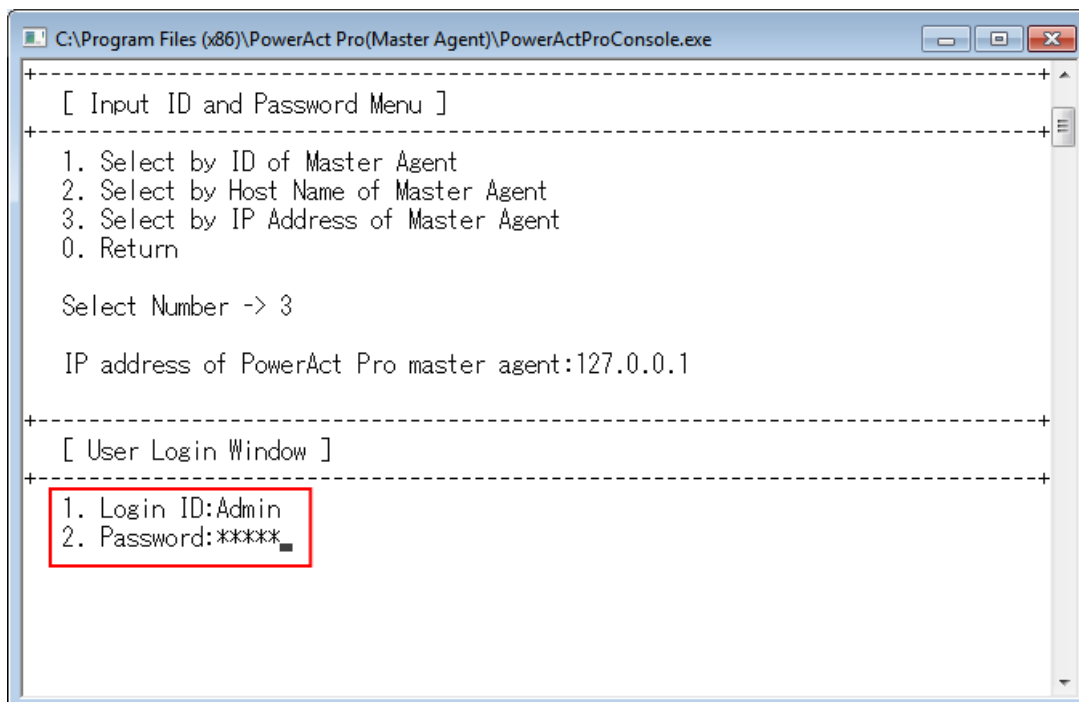 C:\Program Files (x86)\PowerAct Pro(Master Agent)\PowerActProConsole.exe
+------------------------------------------------------------------------------+
[ Input ID and Password Menu ]
+------------------------------------------------------------------------------+
1. Select by ID of Master Agent
2. Select by Host Name of Master Agent
3. Select by IP Address of Master Agent
0. Return
Select Number -> 3
IP address of PowerAct Pro master agent:127.0.0.1
+------------------------------------------------------------------------------+
[ User Login Window ]
+------------------------------------------------------------------------------+
1. Login ID:Admin
2. Password:*****_